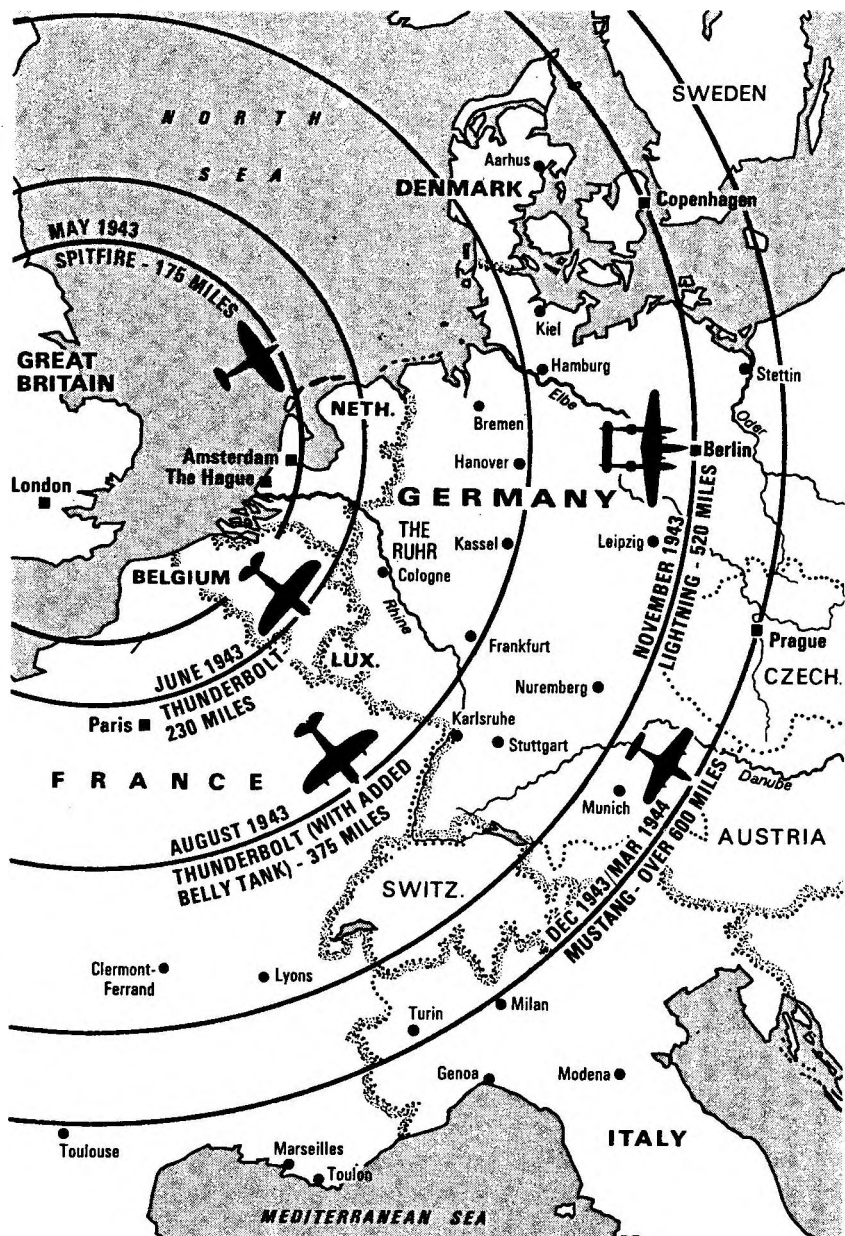 SWEDEN
NORTH
SEA
Aarhus
DENMARK
Copenhagen
MAY 1943
SPITFIRE - 175 MILES
Kiel
GREAT
BRITAIN
Hamburg
Stettin
Elbe
NETH.
Bremen
Oder
Amsterdam
The Hague
Hanover
Berlin
London
GERMANY
THE
RUHR
Kassel
Leipzig
BELGIUM
Cologne
Rhine
NOVEMBER 1943
LIGHTNING - 520 MILES
Prague
Frankfurt
LUX.
CZECH.
JUNE 1943
THUNDERBOLT
230 MILES
Nuremberg
Paris
Karlsruhe
Stuttgart
FRANCE
Danube
Munich
AUGUST 1943
THUNDERBOLT (WITH ADDED
BELLY TANK) - 375 MILES
AUSTRIA
SWITZ.
DEC 1943/MAR 1944
MUSTANG - OVER 600 MILES
Clermont-
Ferrand
Lyons
Turin
Milan
Genoa
Modena
Toulouse
Marseilles
Toulon
ITALY
MEDITERRANEAN SEA